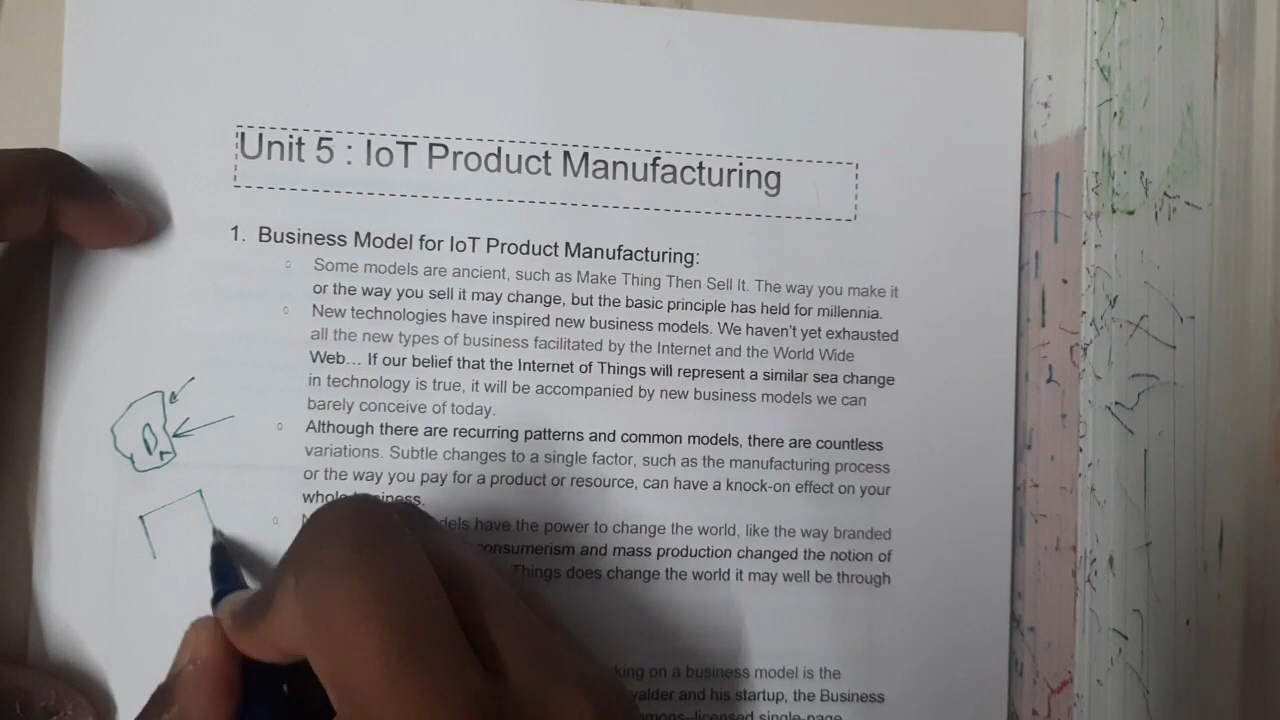 Unit 5 : IoT Product Manufacturing
1. Business Model for IoT Product Manufacturing:
Some models are ancient, such as Make Thing Then Sell It. The way you make it
or the way you sell it may change, but the basic principle has held for millennia.
New technologies have inspired new business models. We haven't yet exhausted
all the new types of business facilitated by the Internet and the World Wide
Web… If our belief that the Internet of Things will represent a similar sea change
in technology is true, it will be accompanied by new business models we can
barely conceive of today.
Although there are recurring patterns and common models, there are countless
variations. Subtle changes to a single factor, such as the manufacturing process
or the way you pay for a product or resource, can have a knock-on effect on your
have the power to change the world, like the way branded
consumerism and mass production changed the notion of
Things does change the world it may well be through
on a business model is the
and his startup, the Business